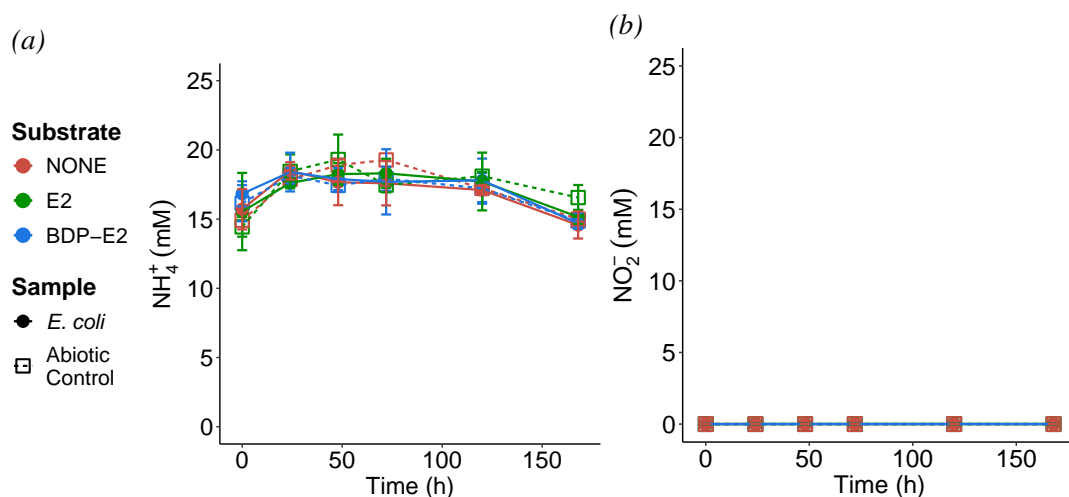 (a)
(b)
Substrate
NONE
E2
BDP−E2
Sample
E. coli
Abiotic
Control
NH₄⁺ (mM)
25
20
15
10
5
0
0 50 100 150
Time (h)
NO₂⁻ (mM)
25
20
15
10
5
0
0 50 100 150
Time (h)